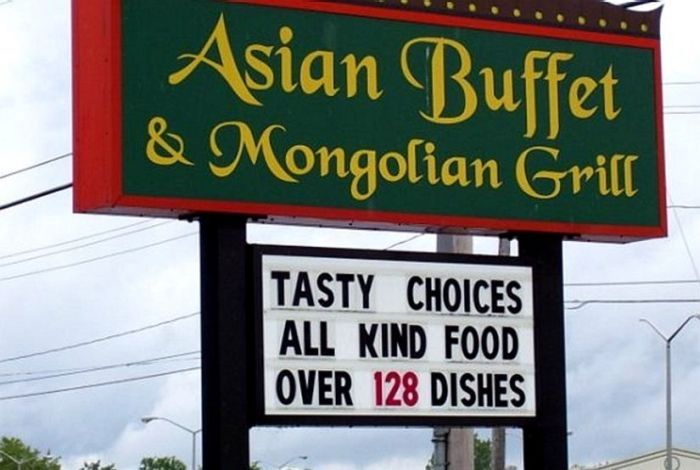 Asian Buffet
& Mongolian Grill
TASTY CHOICES
ALL KIND FOOD
OVER 128 DISHES